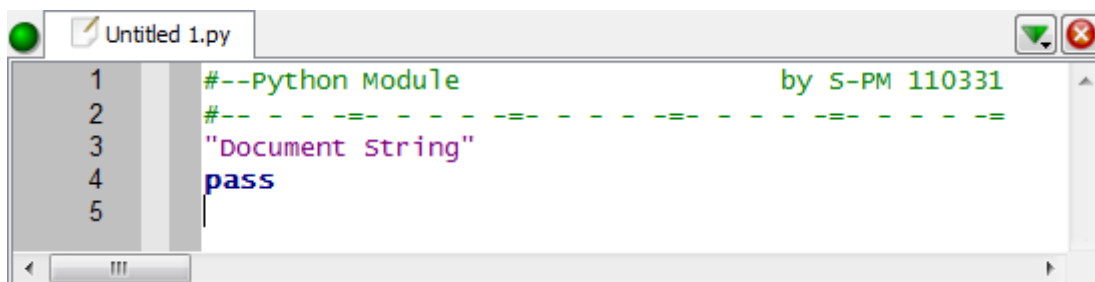 Untitled 1.py
1 #--Python Module                    by S-PM 110331
2 #-- - - -=- - - - -=- - - - -=- - - - -=- - - - -=
3 "Document String"
4 pass
5